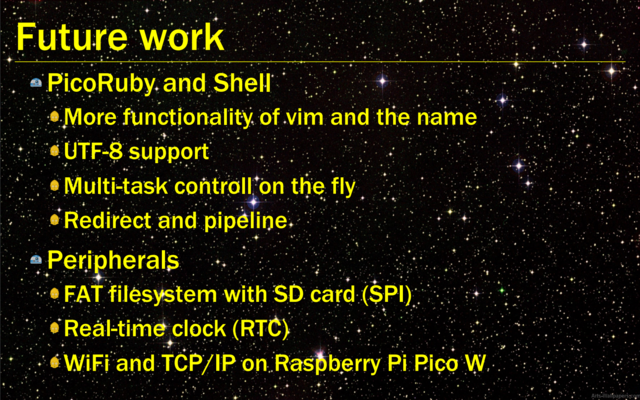 Future work
PicoRuby and Shell
More functionality of vim and the name
UTF-8 support
Multi-task controll on the fly
Redirect and pipeline
Peripherals
FAT filesystem with SD card (SPI)
Real-time clock (RTC)
WiFi and TCP/IP on Raspberry Pi Pico W